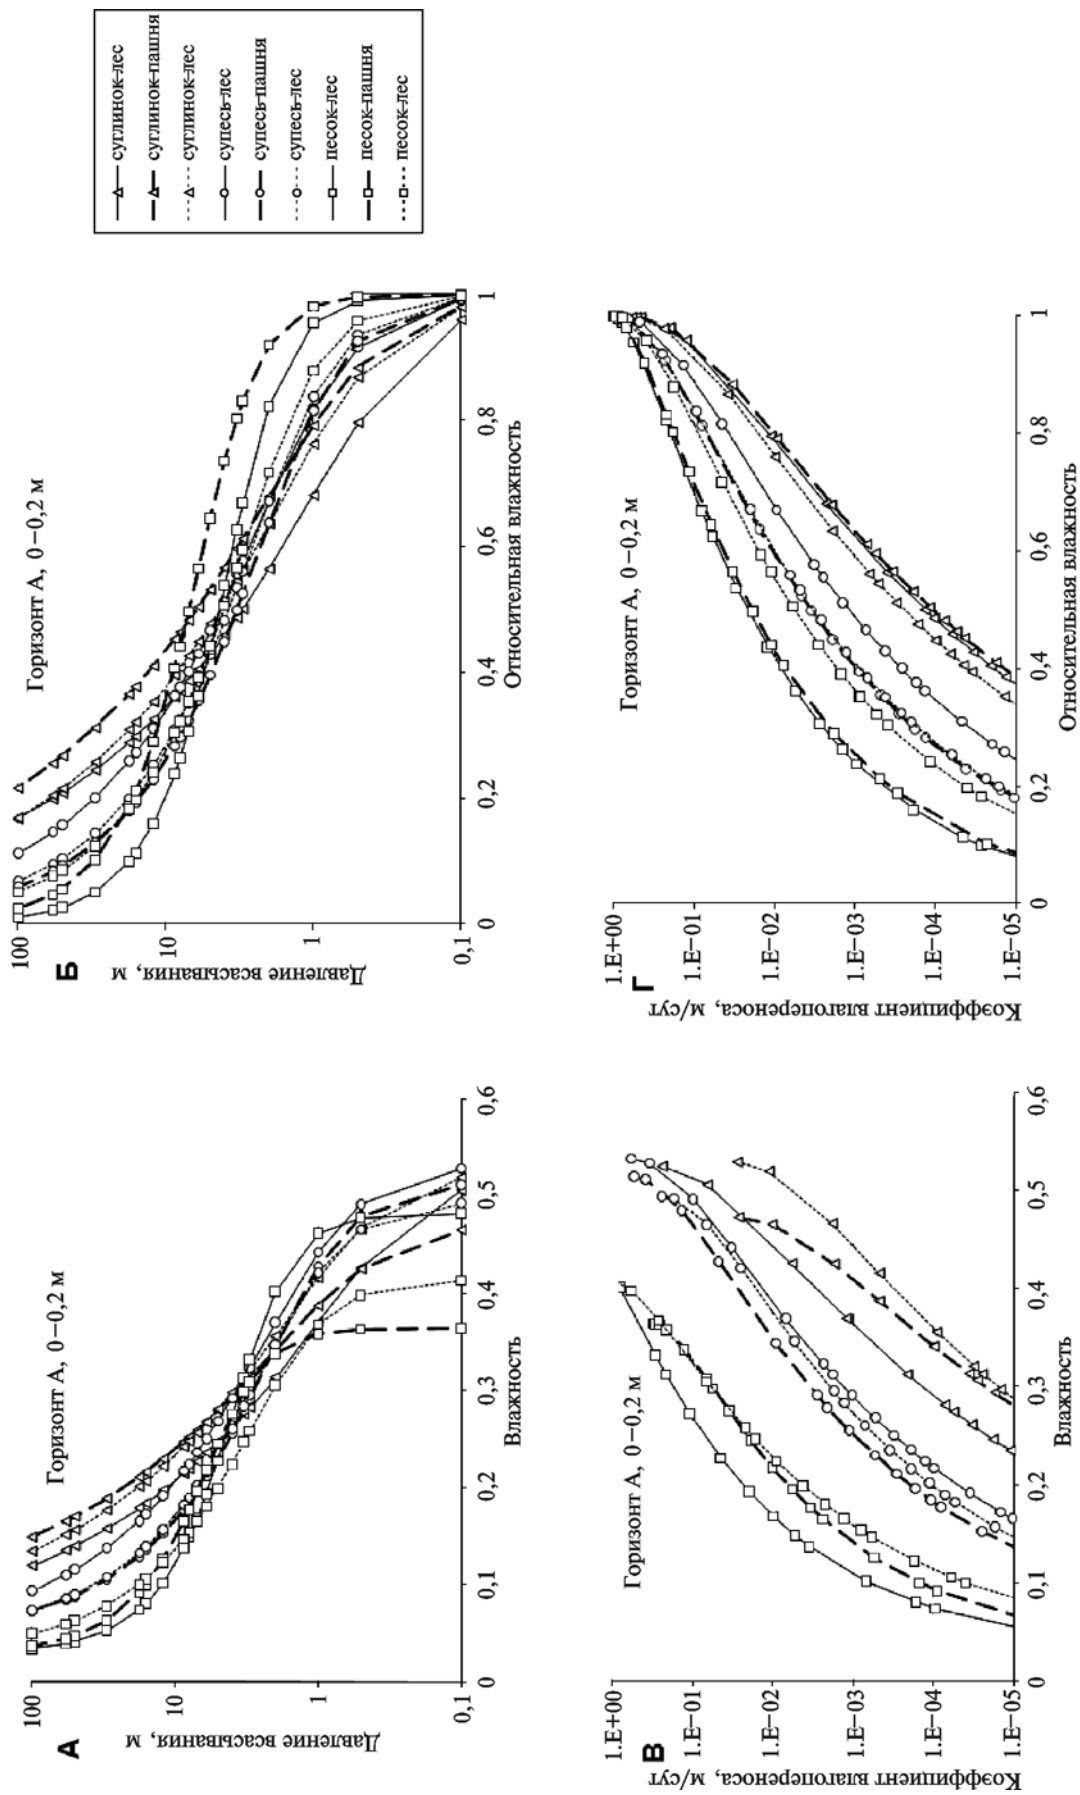 А
Горизонт А, 0–0,2 м
Давление всасывания, м
100
10
1
0,1
0
0,1
0,2
0,3
0,4
0,5
0,6
Влажность
Б
Горизонт А, 0–0,2 м
Давление всасывания, м
100
10
1
0,1
0
0,2
0,4
0,6
0,8
1
Относительная влажность
суглинок-лес
суглинок-пашня
суглинок-лес
супесь-лес
супесь-пашня
супесь-лес
песок-лес
песок-пашня
песок-лес
В
Горизонт А, 0–0,2 м
Коэффициент влагопереноса, м/сут
1.E+00
1.E−01
1.E−02
1.E−03
1.E−04
1.E−05
0
0,1
0,2
0,3
0,4
0,5
0,6
Влажность
Г
Горизонт А, 0–0,2 м
Коэффициент влагопереноса, м/сут
1.E+00
1.E−01
1.E−02
1.E−03
1.E−04
1.E−05
0
0,2
0,4
0,6
0,8
1
Относительная влажность